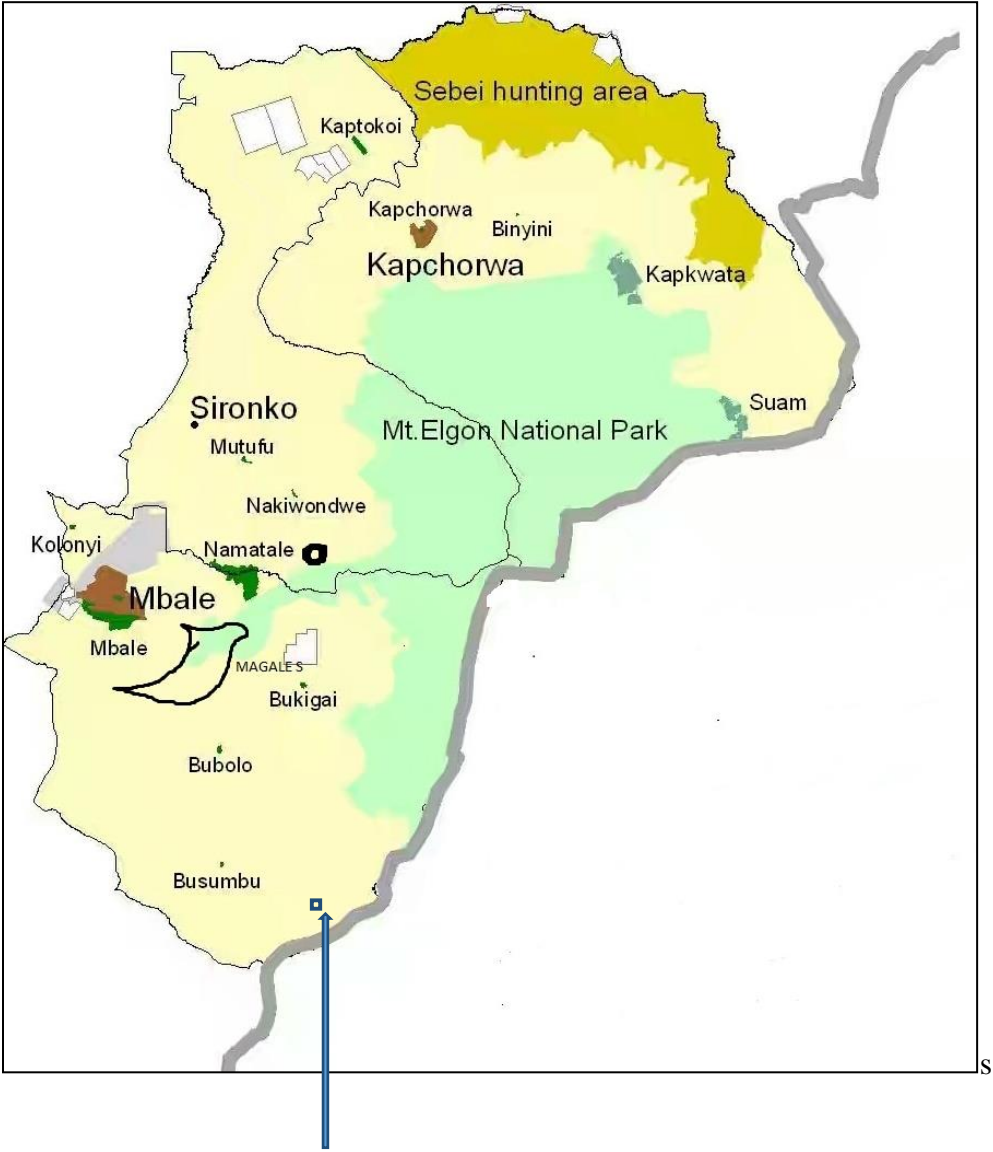 Sebei hunting area
Kaptokoi
Kapchorwa
Binyini
Kapchorwa
Kapkwata
Suam
Sironko
Mt.Elgon National Park
Mutufu
Nakiwondwe
Kolonyi
Namatale
Mbale
Mbale
MAGALE S
Bukigai
Bubolo
Busumbu
s